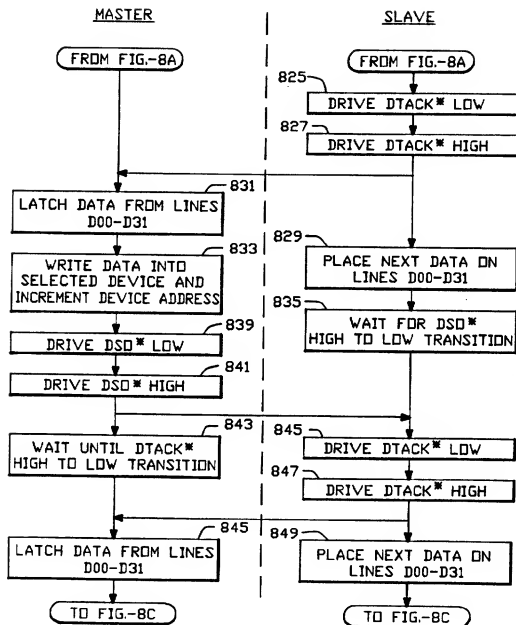 MASTER
SLAVE
FROM FIG.-8A
FROM FIG.-8A
825
DRIVE DTACK* LOW
827
DRIVE DTACK* HIGH
831
LATCH DATA FROM LINES
D00-D31
833
WRITE DATA INTO
SELECTED DEVICE AND
INCREMENT DEVICE ADDRESS
829
PLACE NEXT DATA ON
LINES D00-D31
835
WAIT FOR DSO*
HIGH TO LOW TRANSITION
839
DRIVE DSO* LOW
841
DRIVE DSO* HIGH
843
WAIT UNTIL DTACK*
HIGH TO LOW TRANSITION
845
DRIVE DTACK* LOW
847
DRIVE DTACK* HIGH
845
LATCH DATA FROM LINES
D00-D31
849
PLACE NEXT DATA ON
LINES D00-D31
TO FIG.-8C
TO FIG.-8C